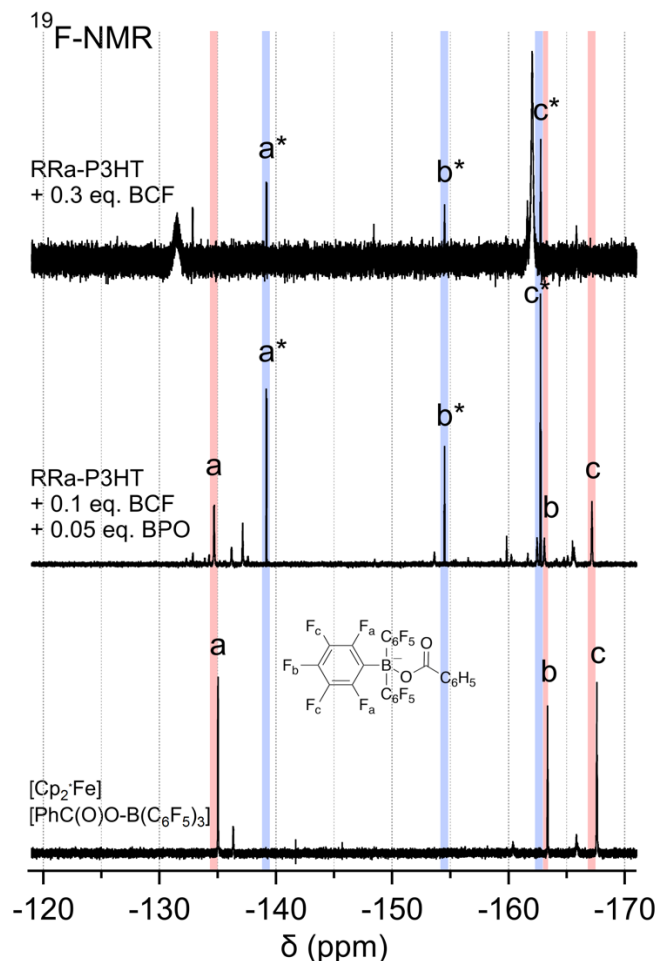 19
F-NMR
c*
a*
b*
RRa-P3HT
+ 0.3 eq. BCF
c*
a*
b*
RRa-P3HT
+ 0.1 eq. BCF
+ 0.05 eq. BPO
a
b
c
Fc Fa C6F5 O
Fb B− O C6H5
Fc Fa C6F5
a
b
c
[Cp2*Fe]
[PhC(O)O-B(C6F5)3]
-120 -130 -140 -150 -160 -170
δ (ppm)